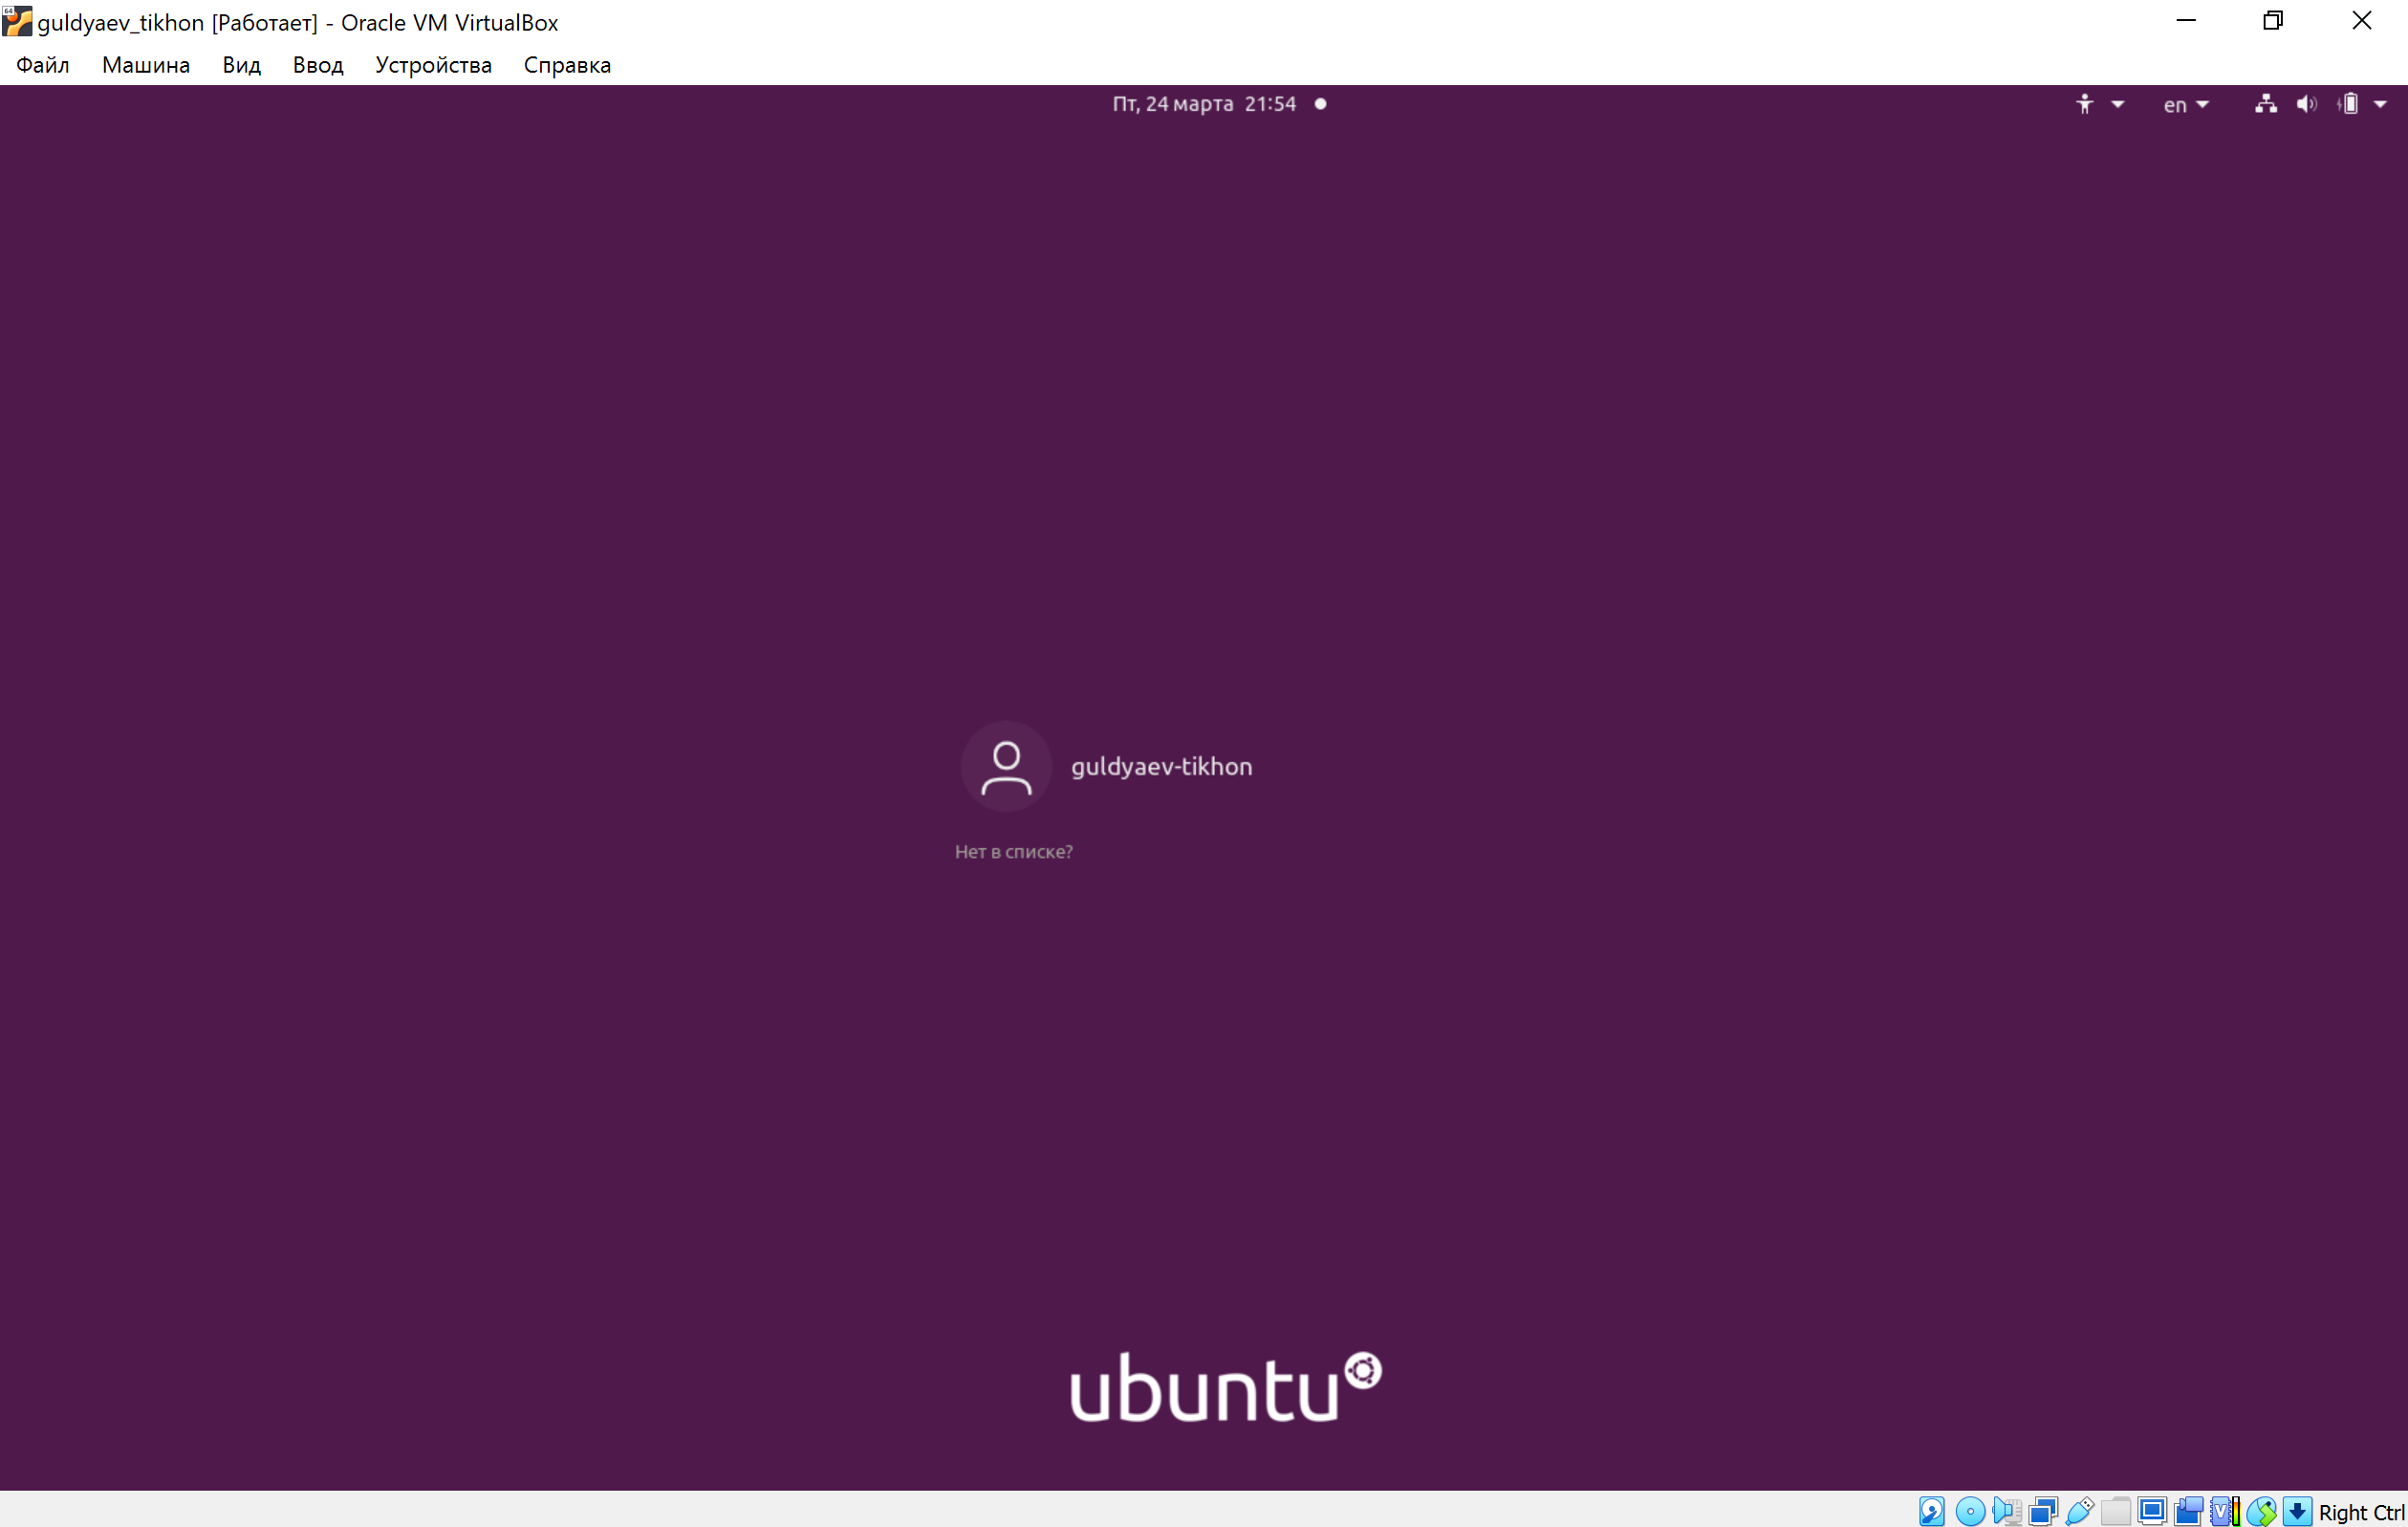 guldyaev_tikhon [Работает] - Oracle VM VirtualBox
Файл Машина Вид Ввод Устройства Справка
Пт, 24 марта 21:54 en
guldyaev-tikhon
Нет в списке?
ubuntu
Right Ctrl